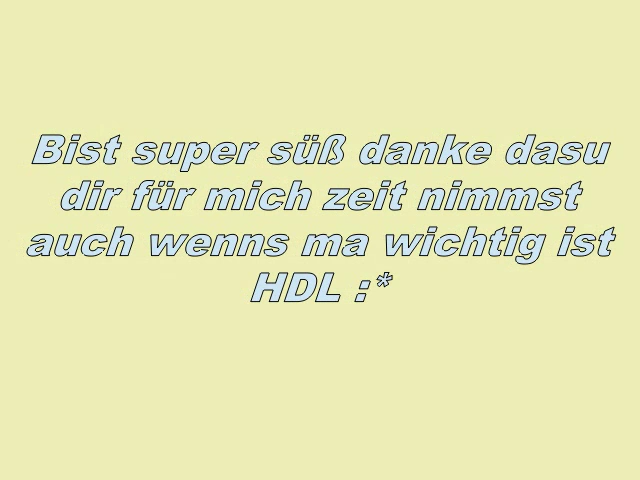 Bist super süß danke dasu
dir für mich zeit nimmst
auch wenns ma wichtig ist
HDL :*